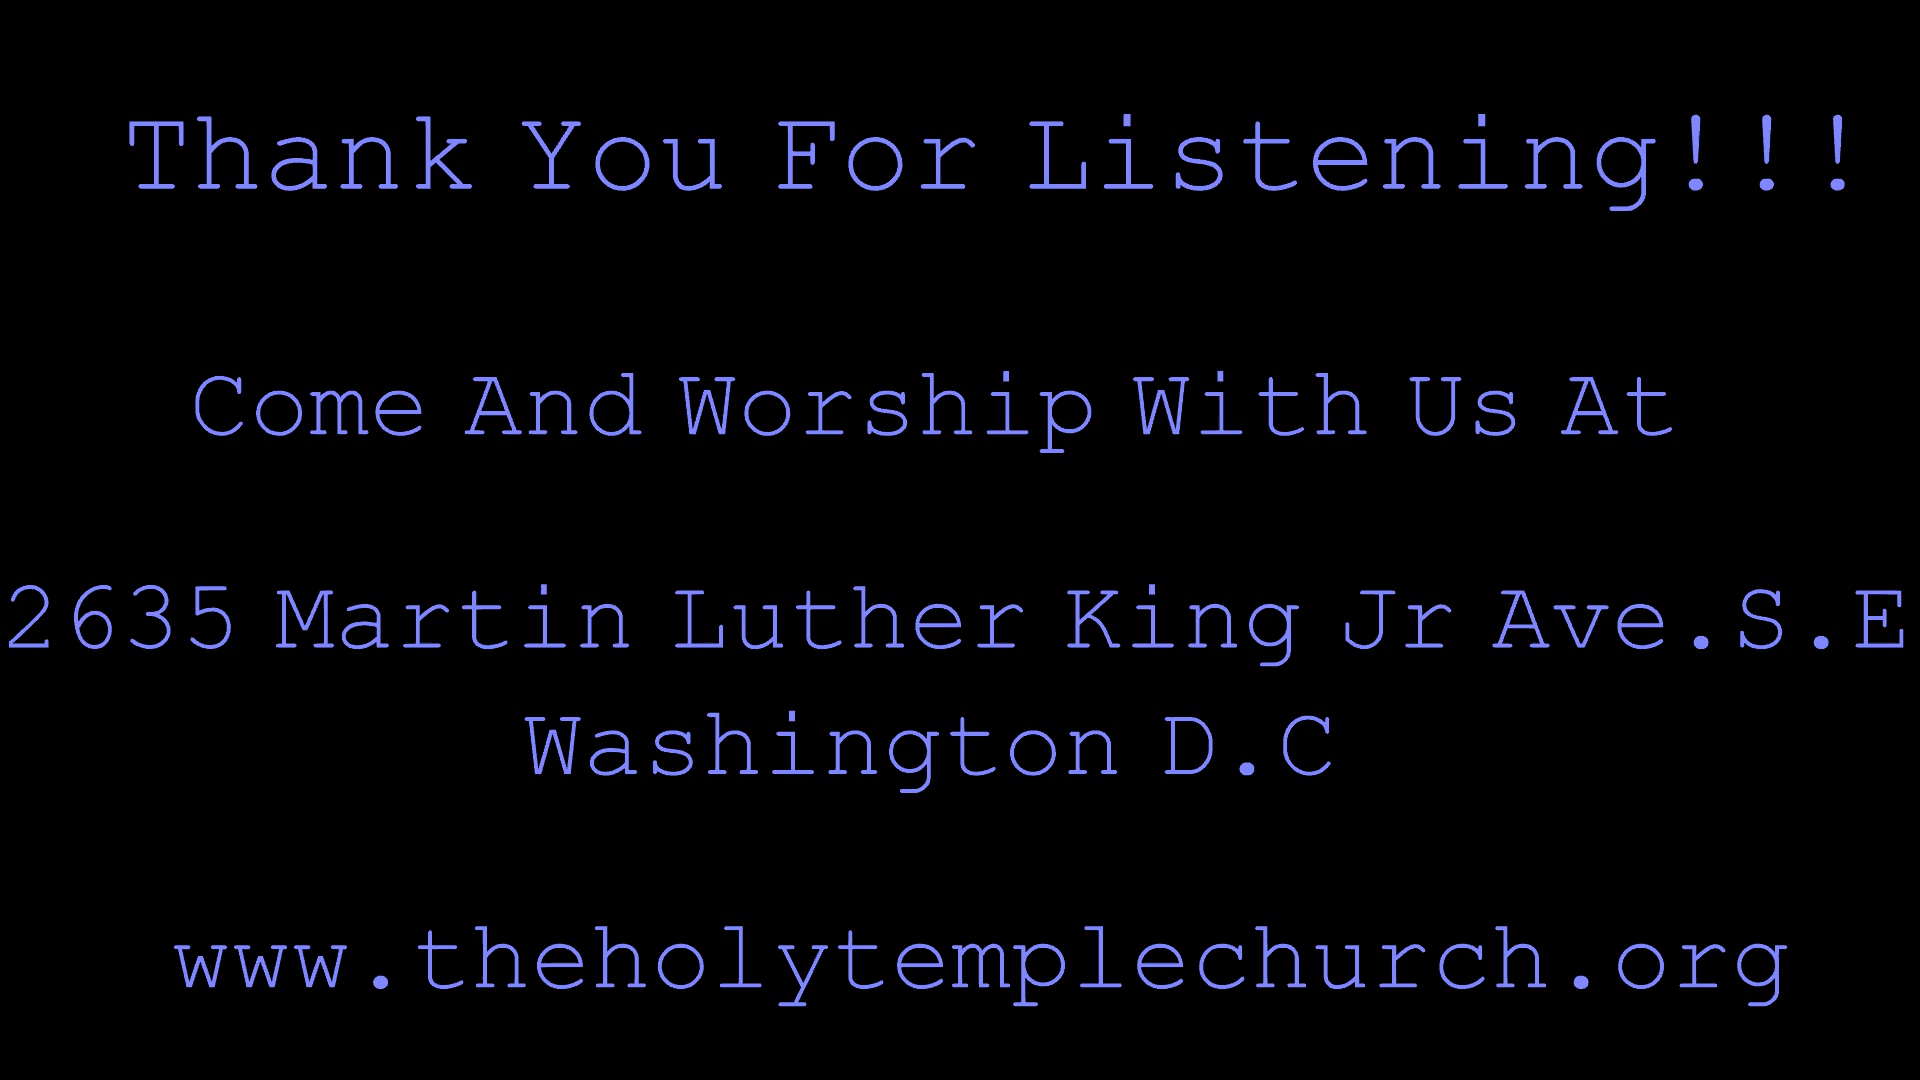 Thank You For Listening!!!
Come And Worship With Us At
2635 Martin Luther King Jr Ave.S.E
Washington D.C
www.theholytemplechurch.org